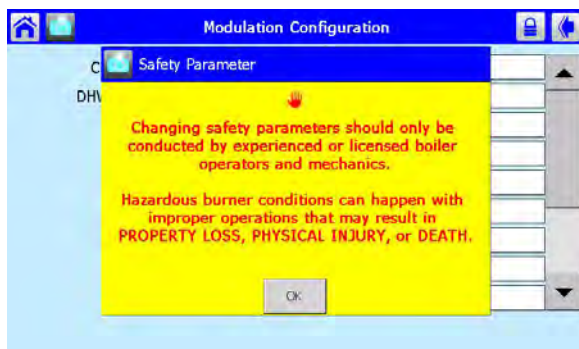 Modulation Configuration
Safety Parameter
C
DHW
Changing safety parameters should only be
conducted by experienced or licensed boiler
operators and mechanics.
Hazardous burner conditions can happen with
improper operations that may result in
PROPERTY LOSS, PHYSICAL INJURY, or DEATH.
OK